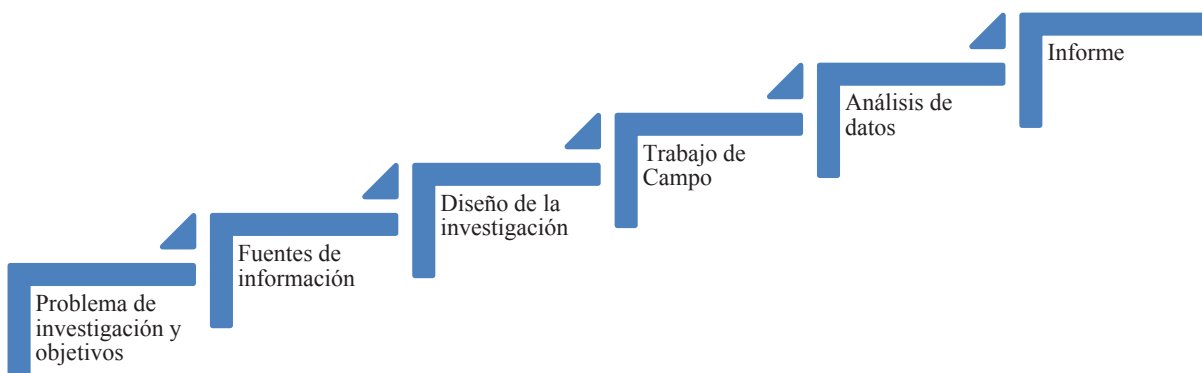 Problema de
investigación y
objetivos
Fuentes de
información
Diseño de la
investigación
Trabajo de
Campo
Análisis de
datos
Informe